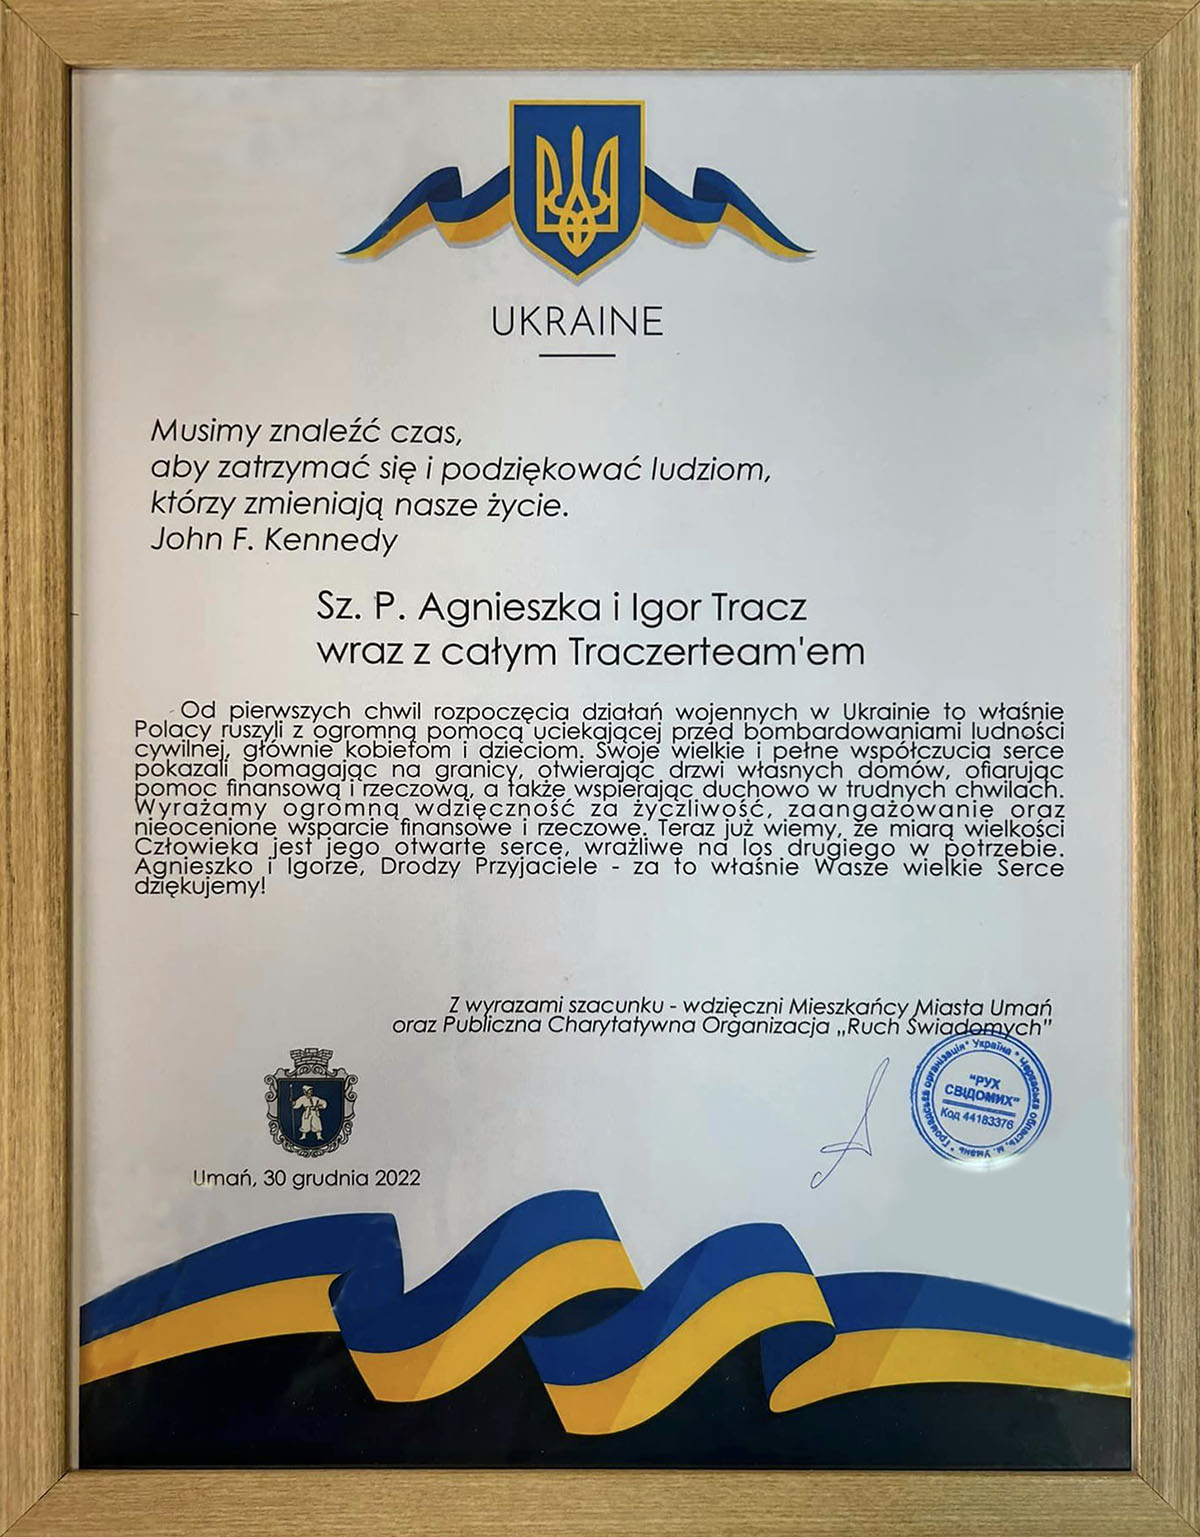 UKRAINE
Musimy znaleźć czas,
aby zatrzymać się i podziękować ludziom,
którzy zmieniają nasze życie.
John F. Kennedy
Sz. P. Agnieszka i Igor Tracz
wraz z całym Traczerteam'em
Od pierwszych chwil rozpoczęcia działań wojennych w Ukrainie to właśnie
Polacy ruszyli z ogromną pomocą uciekającej przed bombardowaniami ludności
cywilnej, głównie kobietom i dzieciom. Swoje wielkie i pełne współczucia serce
pokazali pomagając na granicy, otwierając drzwi własnych domów, ofiarując
pomoc finansową i rzeczową, a także wspierając duchowo w trudnych chwilach.
Wyrażamy ogromną wdzięczność za życzliwość, zaangażowanie oraz
nieocenione wsparcie finansowe i rzeczowe. Teraz już wiemy, że miarą wielkości
Człowieka jest jego otwarte serce, wrażliwe na los drugiego w potrzebie.
Agnieszko i Igorze, Drodzy Przyjaciele - za to właśnie Wasze wielkie Serce
dziękujemy!
Z wyrazami szacunku - wdzięczni Mieszkańcy Miasta Umań
oraz Publiczna Charytatywna Organizacja „Ruch Świadomych"
Громадська організація * Україна * Черкаська область, м. Умань *
"РУХ
СВІДОМИХ"
Код 44183376
Umań, 30 grudnia 2022